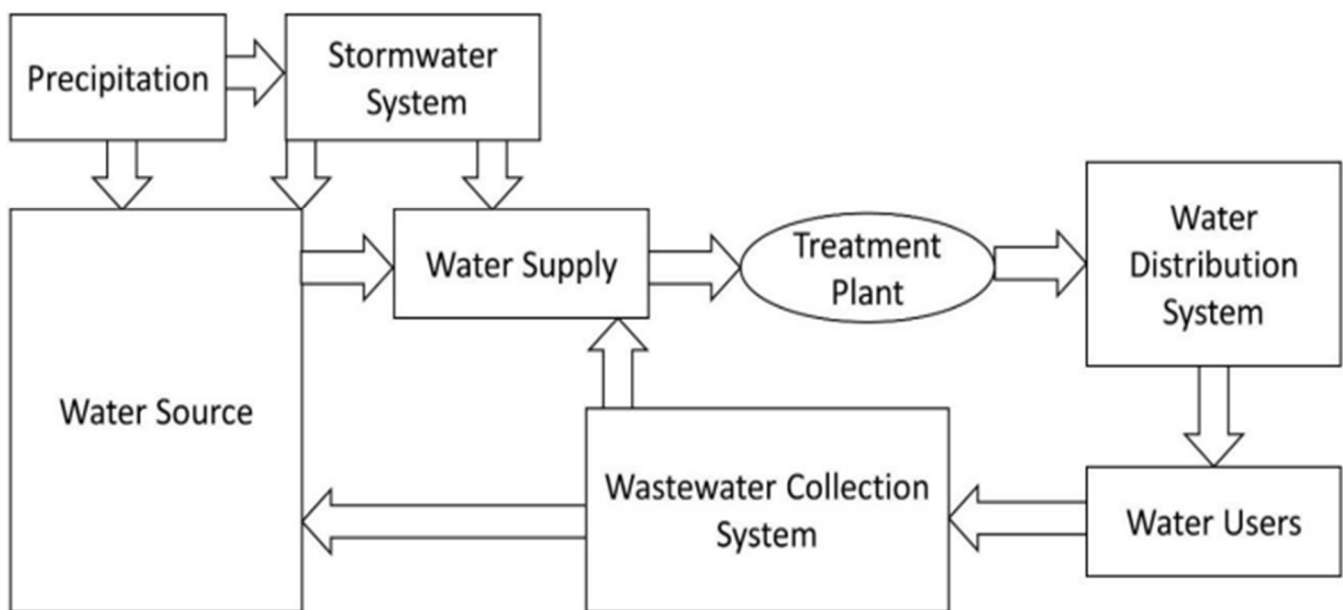 Precipitation
Stormwater
System
Water Supply
Treatment
Plant
Water
Distribution
System
Water Source
Wastewater Collection
System
Water Users